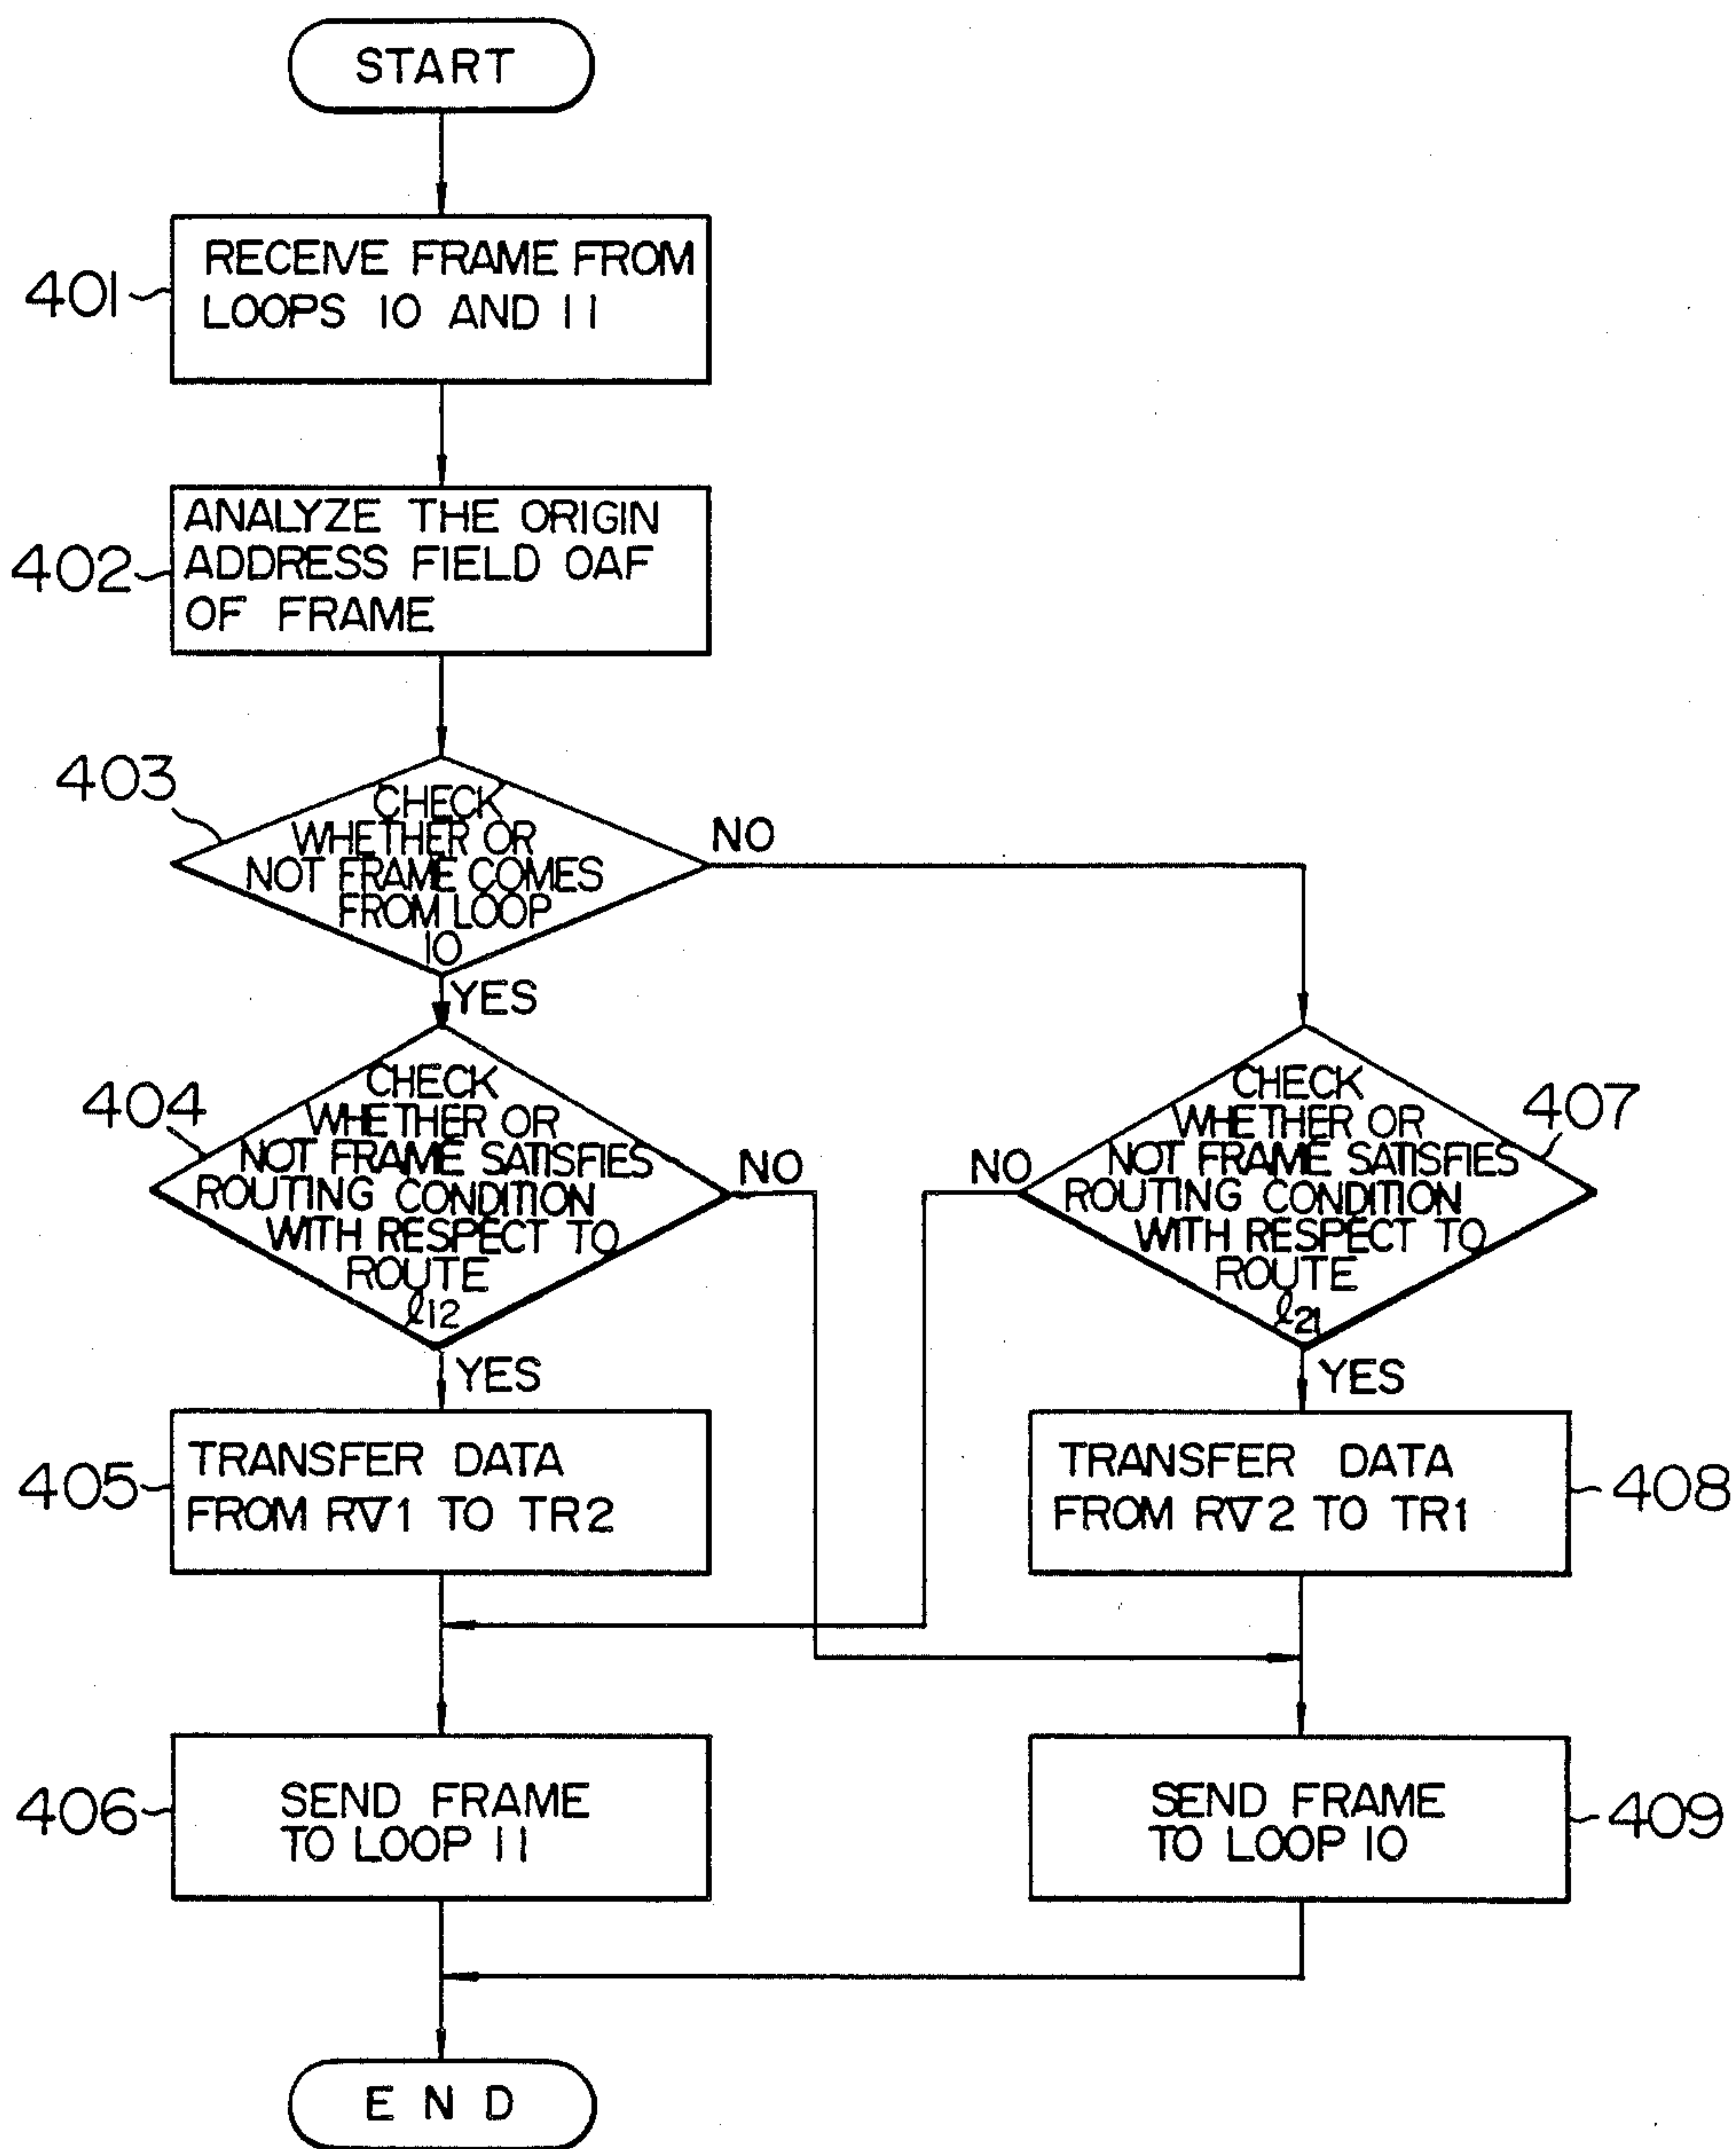 START
401
RECEIVE FRAME FROM
LOOPS 10 AND 11
402
ANALYZE THE ORIGIN
ADDRESS FIELD OAF
OF FRAME
403
CHECK
WHETHER OR
NOT FRAME COMES
FROM LOOP
10
NO
YES
404
CHECK
WHETHER OR
NOT FRAME SATISFIES
ROUTING CONDITION
WITH RESPECT TO
ROUTE
ℓ12
NO
YES
407
CHECK
WHETHER OR
NOT FRAME SATISFIES
ROUTING CONDITION
WITH RESPECT TO
ROUTE
ℓ21
NO
YES
405
TRANSFER DATA
FROM RV1 TO TR2
408
TRANSFER DATA
FROM RV2 TO TR1
406
SEND FRAME
TO LOOP 11
409
SEND FRAME
TO LOOP 10
END